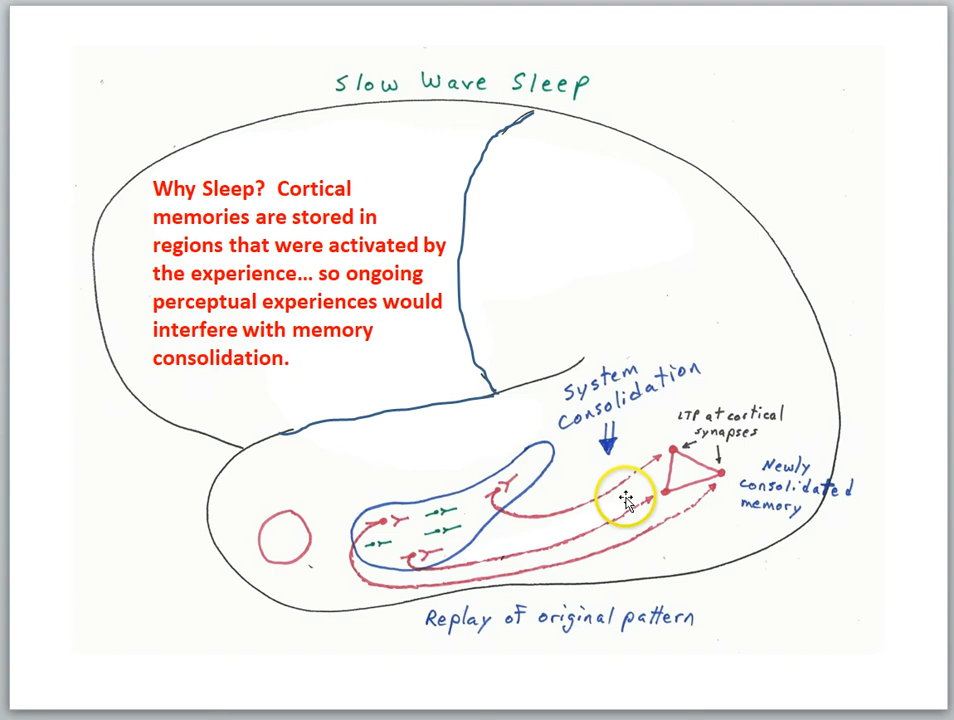 Slow Wave Sleep
Why Sleep? Cortical
memories are stored in
regions that were activated by
the experience... so ongoing
perceptual experiences would
interfere with memory
consolidation.
System
consolidation
LTP at cortical
synapses
Newly
consolidated
memory
Replay of original pattern